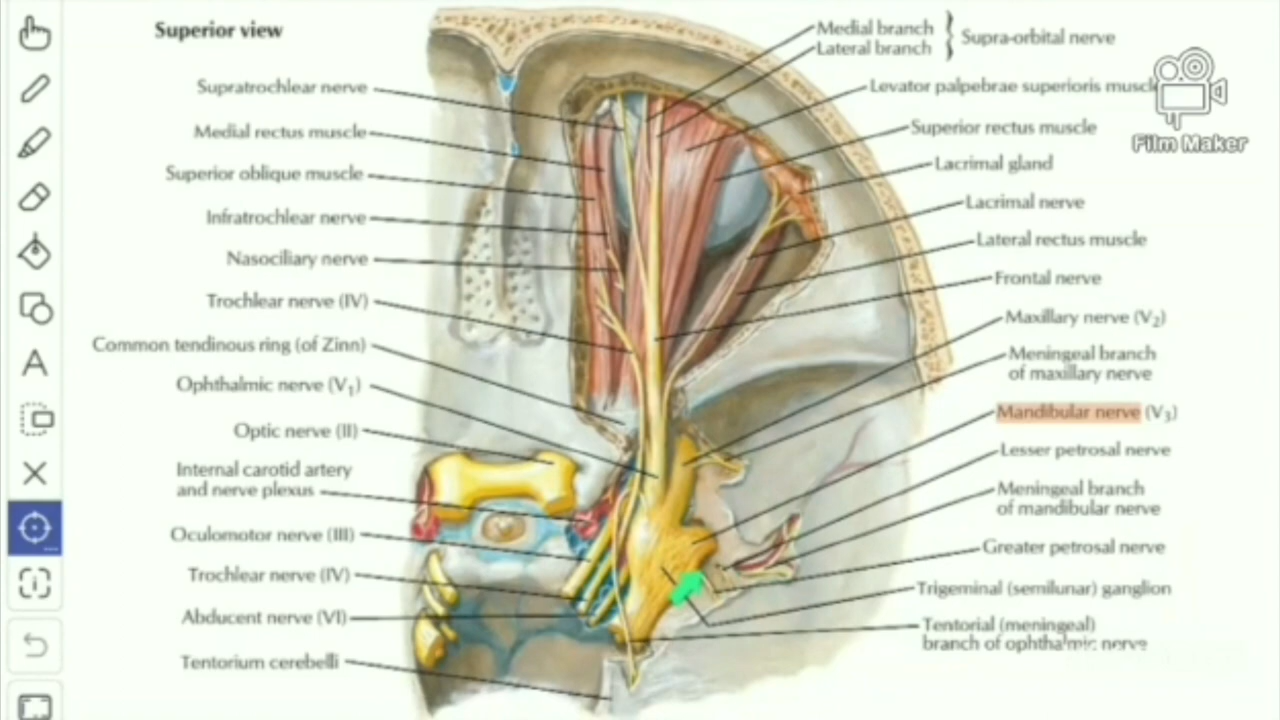 Superior view
Supratrochlear nerve
Medial rectus muscle
Superior oblique muscle
Infratrochlear nerve
Nasociliary nerve
Trochlear nerve (IV)
Common tendinous ring (of Zinn)
Ophthalmic nerve (V₁)
Optic nerve (II)
Internal carotid artery
and nerve plexus
Oculomotor nerve (III)
Trochlear nerve (IV)
Abducent nerve (VI)
Tentorium cerebelli
Medial branch
Lateral branch
Supra-orbital nerve
Levator palpebrae superioris muscle
Superior rectus muscle
Lacrimal gland
Lacrimal nerve
Lateral rectus muscle
Frontal nerve
Maxillary nerve (V₂)
Meningeal branch
of maxillary nerve
Mandibular nerve (V₃)
Lesser petrosal nerve
Meningeal branch
of mandibular nerve
Greater petrosal nerve
Trigeminal (semilunar) ganglion
Tentorial (meningeal)
branch of ophthalmic nerve
Film Maker
A